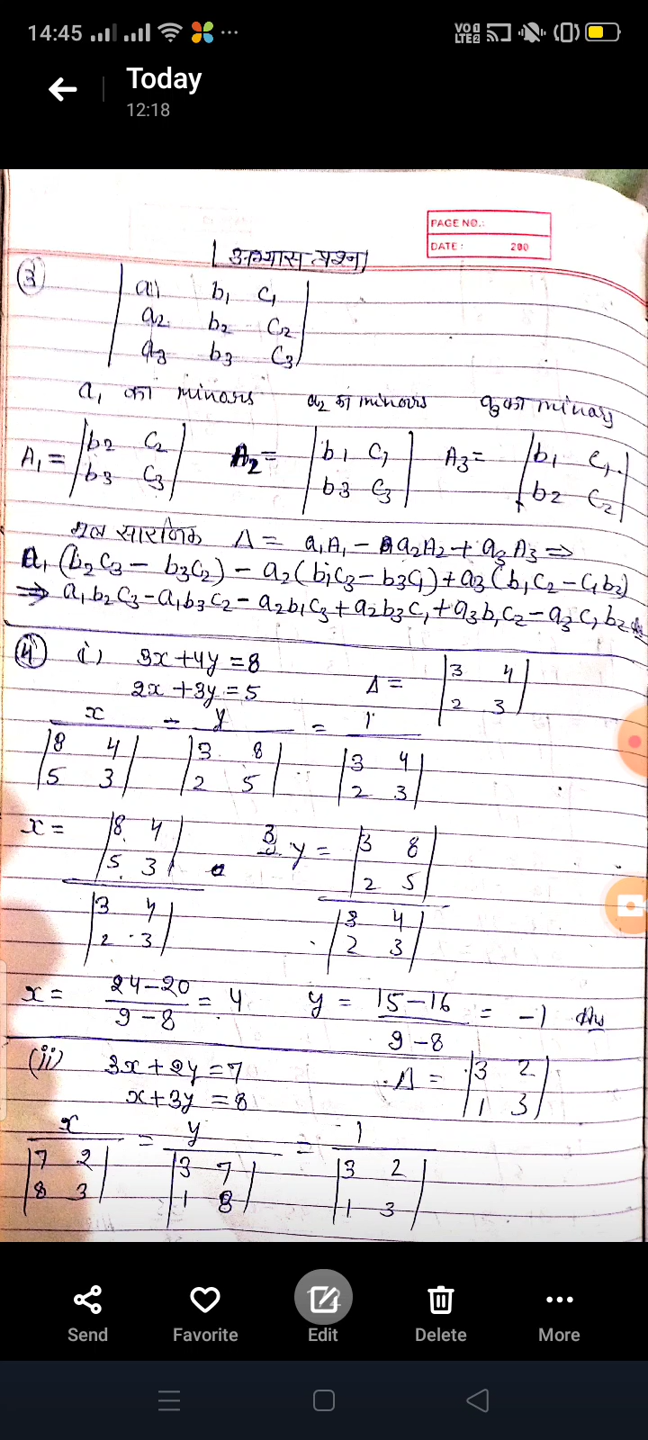 14:45
VO LTE2
Today
12:18
PAGE NO.:
DATE: 200
अभ्यास-प्रश्न
(3)
a1 b1 c1
a2 b2 c2
a3 b3 c3
a1 का minors a2 का minors a3 का minors
A1 = |b2 c2| A2 = |b1 c1| A3 = |b1 c1|
|b3 c3| |b3 c3| |b2 c2|
सारणिक Δ = a1A1 - a2A2 + a3A3 ⇒
a1(b2c3 - b3c2) - a2(b1c3 - b3c1) + a3(b1c2 - c1b2)
⇒ a1b2c3 - a1b3c2 - a2b1c3 + a2b3c1 + a3b1c2 - a3c1b2
(4) (i) 3x+4y=8
2x+3y=5 Δ = |3 4|
|2 3|
x = y = 1
|8 4| |3 8| |3 4|
|5 3| |2 5| |2 3|
x = |8 4| y = |3 8|
|5 3| |2 5|
|3 4| |3 4|
|2 3| |2 3|
x = 24-20 = 4 y = 15-16 = -1 Ans
9-8 9-8
(ii) 3x+2y=7 Δ = |3 2|
x+3y=8 |1 3|
x = y = 1
|7 2| |3 7| |3 2|
|8 3| |1 8| |1 3|
Send
Favorite
Edit
Delete
More